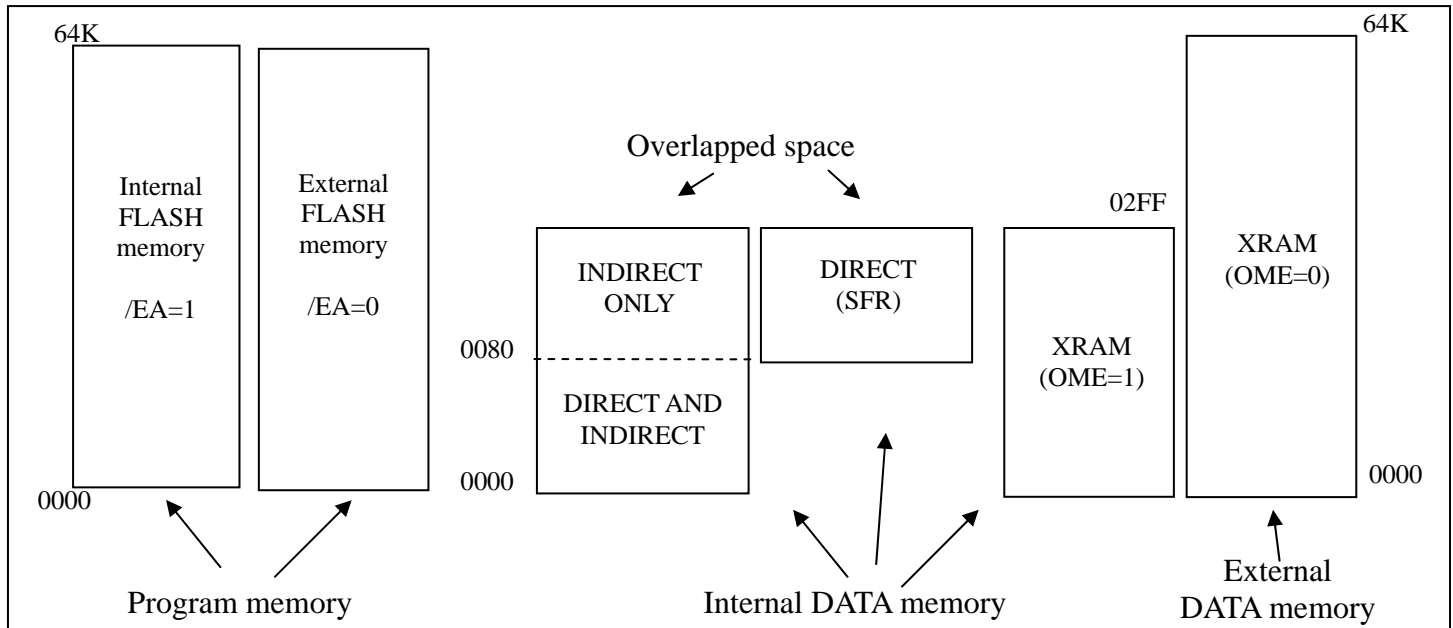 64K
Internal
FLASH
memory
/EA=1
0000
External
FLASH
memory
/EA=0
Program memory
Overlapped space
INDIRECT
ONLY
0080
DIRECT AND
INDIRECT
0000
DIRECT
(SFR)
02FF
XRAM
(OME=1)
Internal DATA memory
64K
XRAM
(OME=0)
0000
External
DATA memory